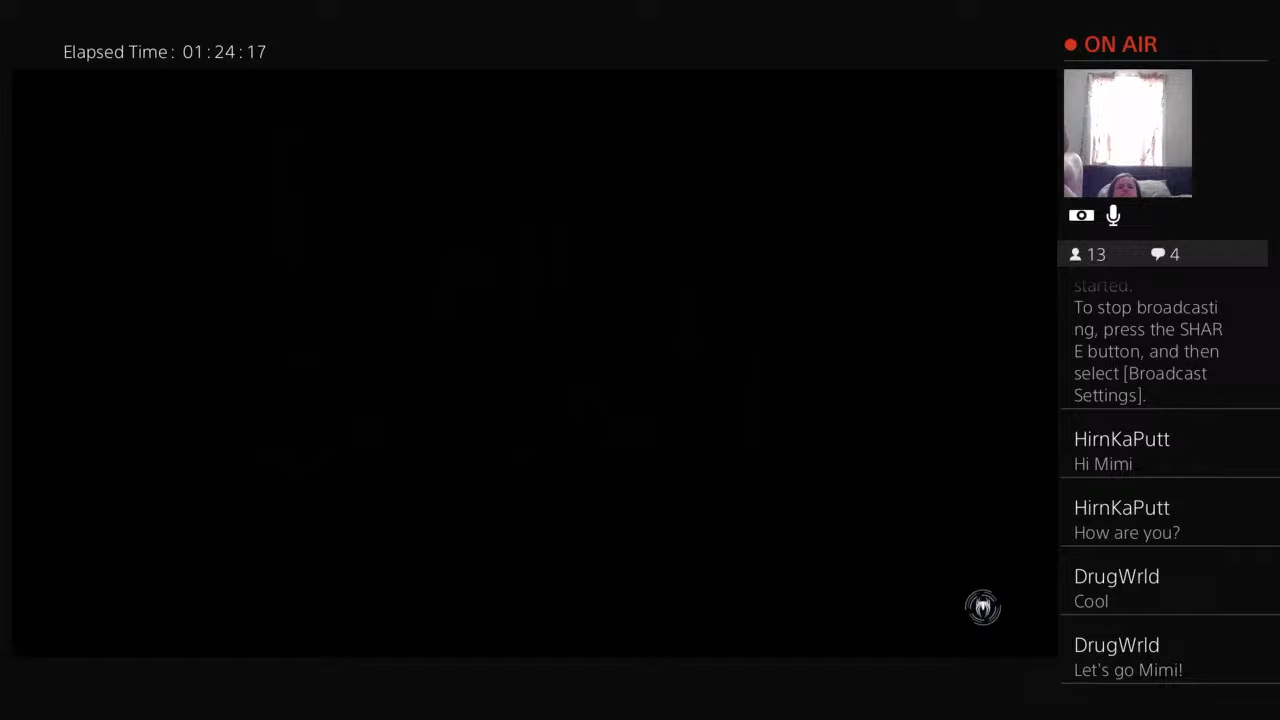 Elapsed Time: 01:24:17
ON AIR
13 4
started.
To stop broadcasti
ng, press the SHAR
E button, and then
select [Broadcast
Settings].
HirnKaPutt
Hi Mimi
HirnKaPutt
How are you?
DrugWrld
Cool
DrugWrld
Let's go Mimi!